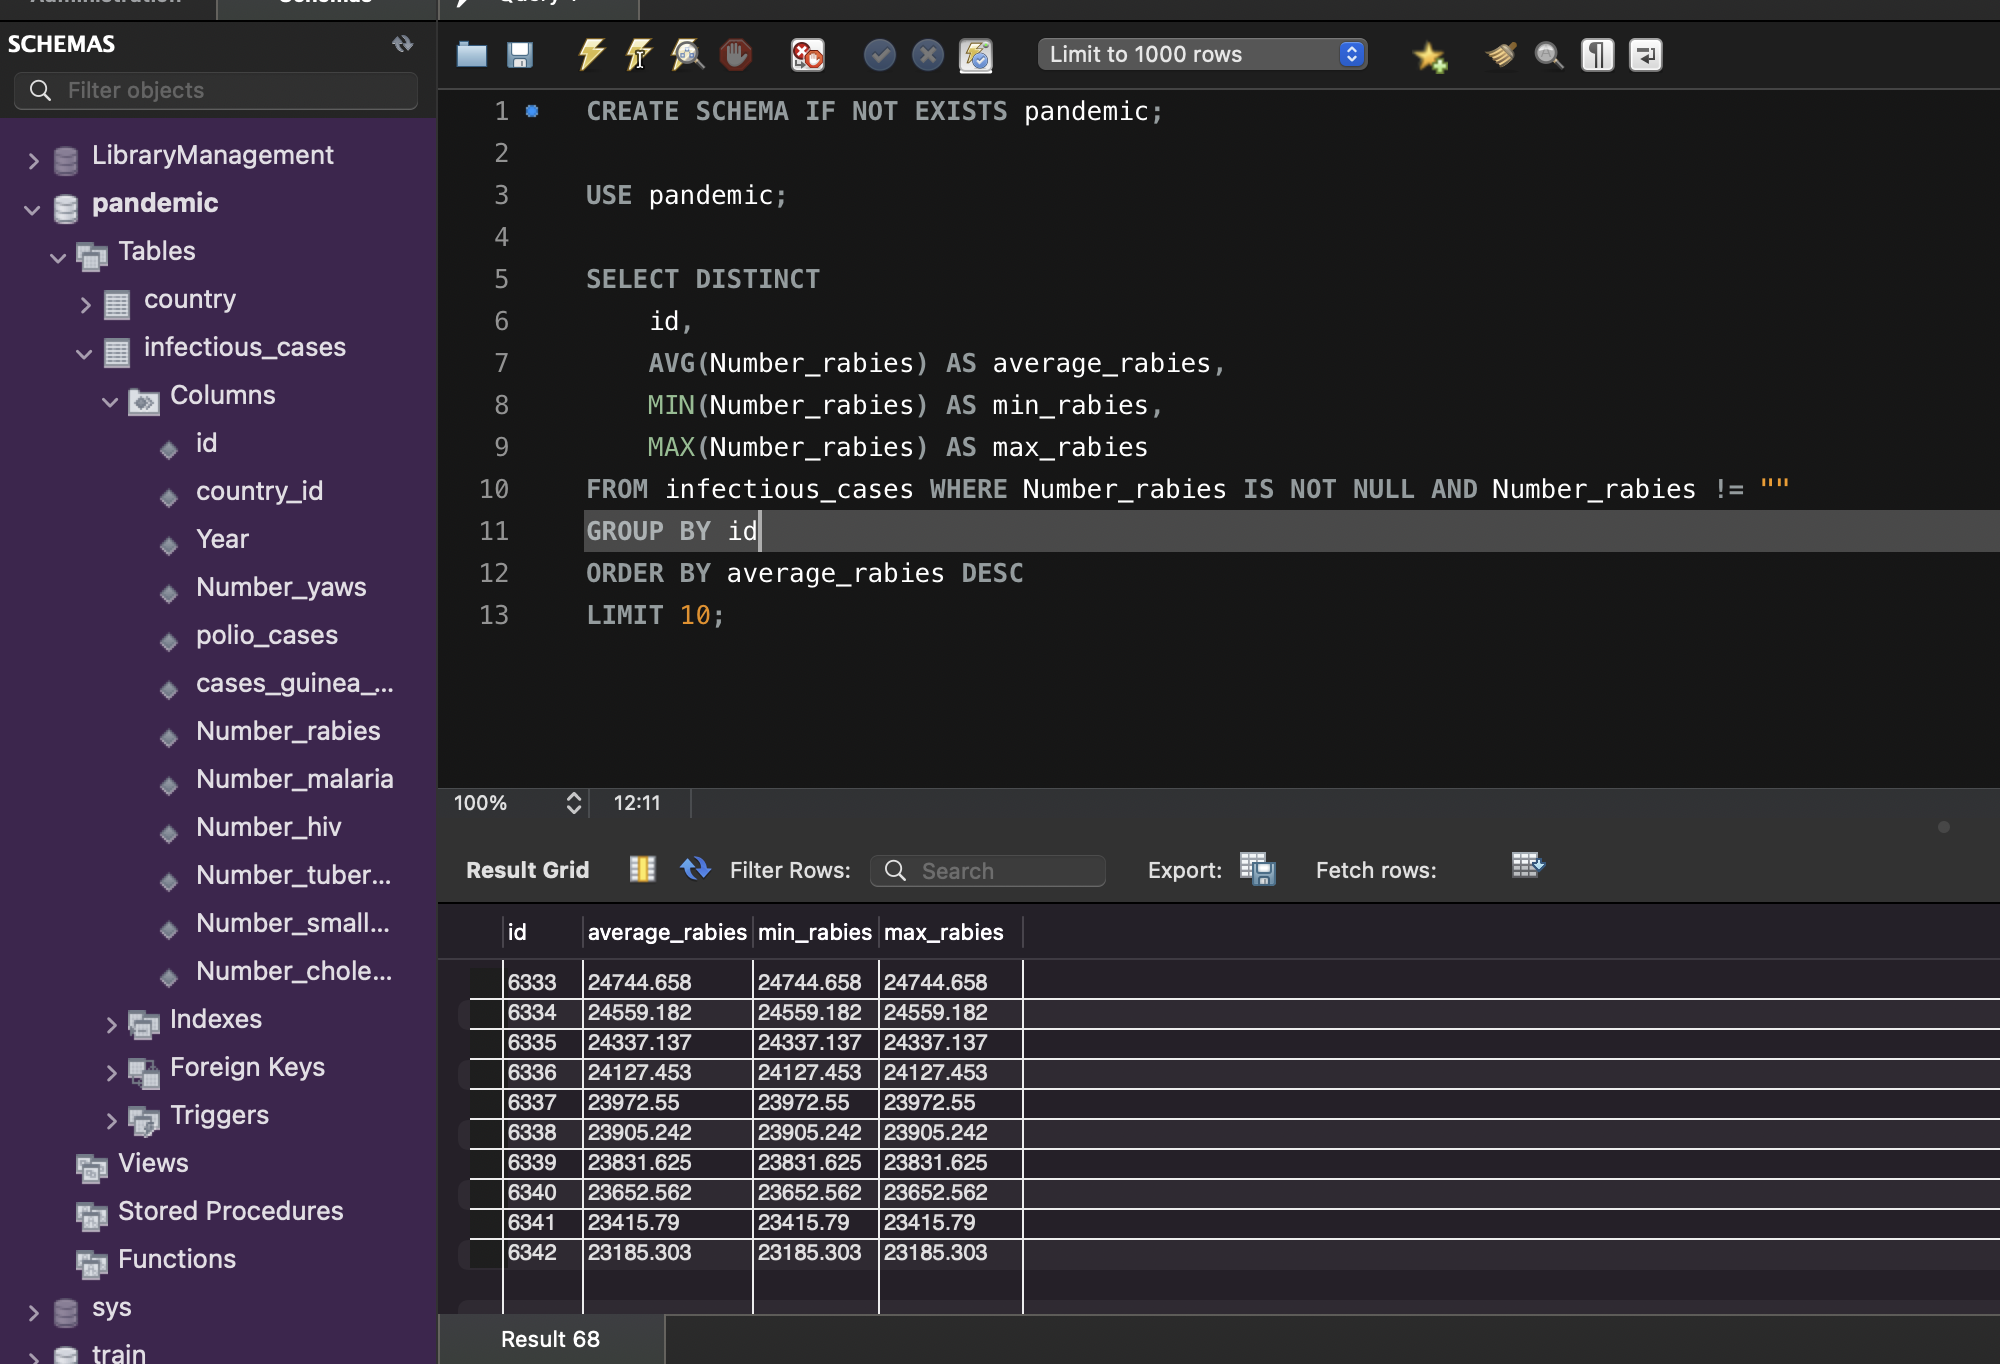 Schemas
SCHEMAS
Filter objects
LibraryManagement
pandemic
Tables
country
infectious_cases
Columns
id
country_id
Year
Number_yaws
polio_cases
cases_guinea_...
Number_rabies
Number_malaria
Number_hiv
Number_tuber...
Number_small...
Number_chole...
Indexes
Foreign Keys
Triggers
Views
Stored Procedures
Functions
sys
train
Limit to 1000 rows
1 CREATE SCHEMA IF NOT EXISTS pandemic;
2
3 USE pandemic;
4
5 SELECT DISTINCT
6 id,
7 AVG(Number_rabies) AS average_rabies,
8 MIN(Number_rabies) AS min_rabies,
9 MAX(Number_rabies) AS max_rabies
10 FROM infectious_cases WHERE Number_rabies IS NOT NULL AND Number_rabies != ""
11 GROUP BY id
12 ORDER BY average_rabies DESC
13 LIMIT 10;
100% 12:11
Result Grid Filter Rows: Search Export: Fetch rows:
id average_rabies min_rabies max_rabies
6333 24744.658 24744.658 24744.658
6334 24559.182 24559.182 24559.182
6335 24337.137 24337.137 24337.137
6336 24127.453 24127.453 24127.453
6337 23972.55 23972.55 23972.55
6338 23905.242 23905.242 23905.242
6339 23831.625 23831.625 23831.625
6340 23652.562 23652.562 23652.562
6341 23415.79 23415.79 23415.79
6342 23185.303 23185.303 23185.303
Result 68